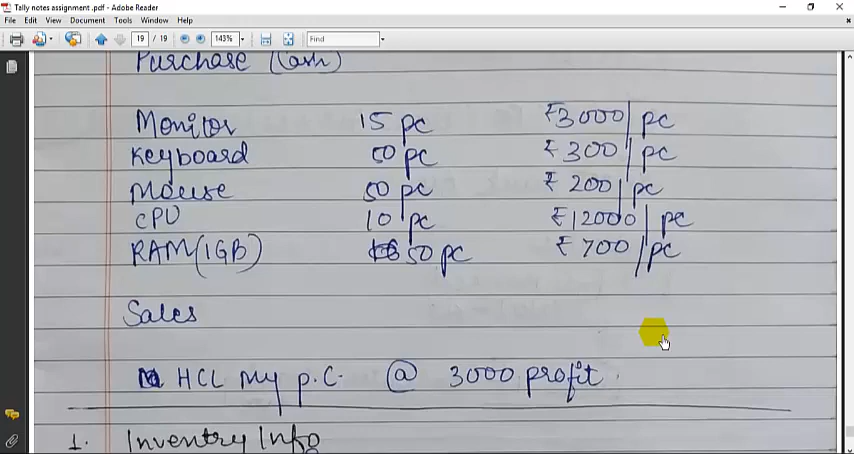 Tally notes assignment .pdf - Adobe Reader
File Edit View Document Tools Window Help
19 / 19 143% Find
Purchase (Cash)
Monitor 15 pc ₹3000/pc
Keyboard 50 pc ₹300/pc
Mouse 50 pc ₹200/pc
CPU 10 pc ₹12000/pc
RAM(1GB) 50 pc ₹700/pc
Sales
HCL my p.c. @ 3000 profit.
1. Inventry Info